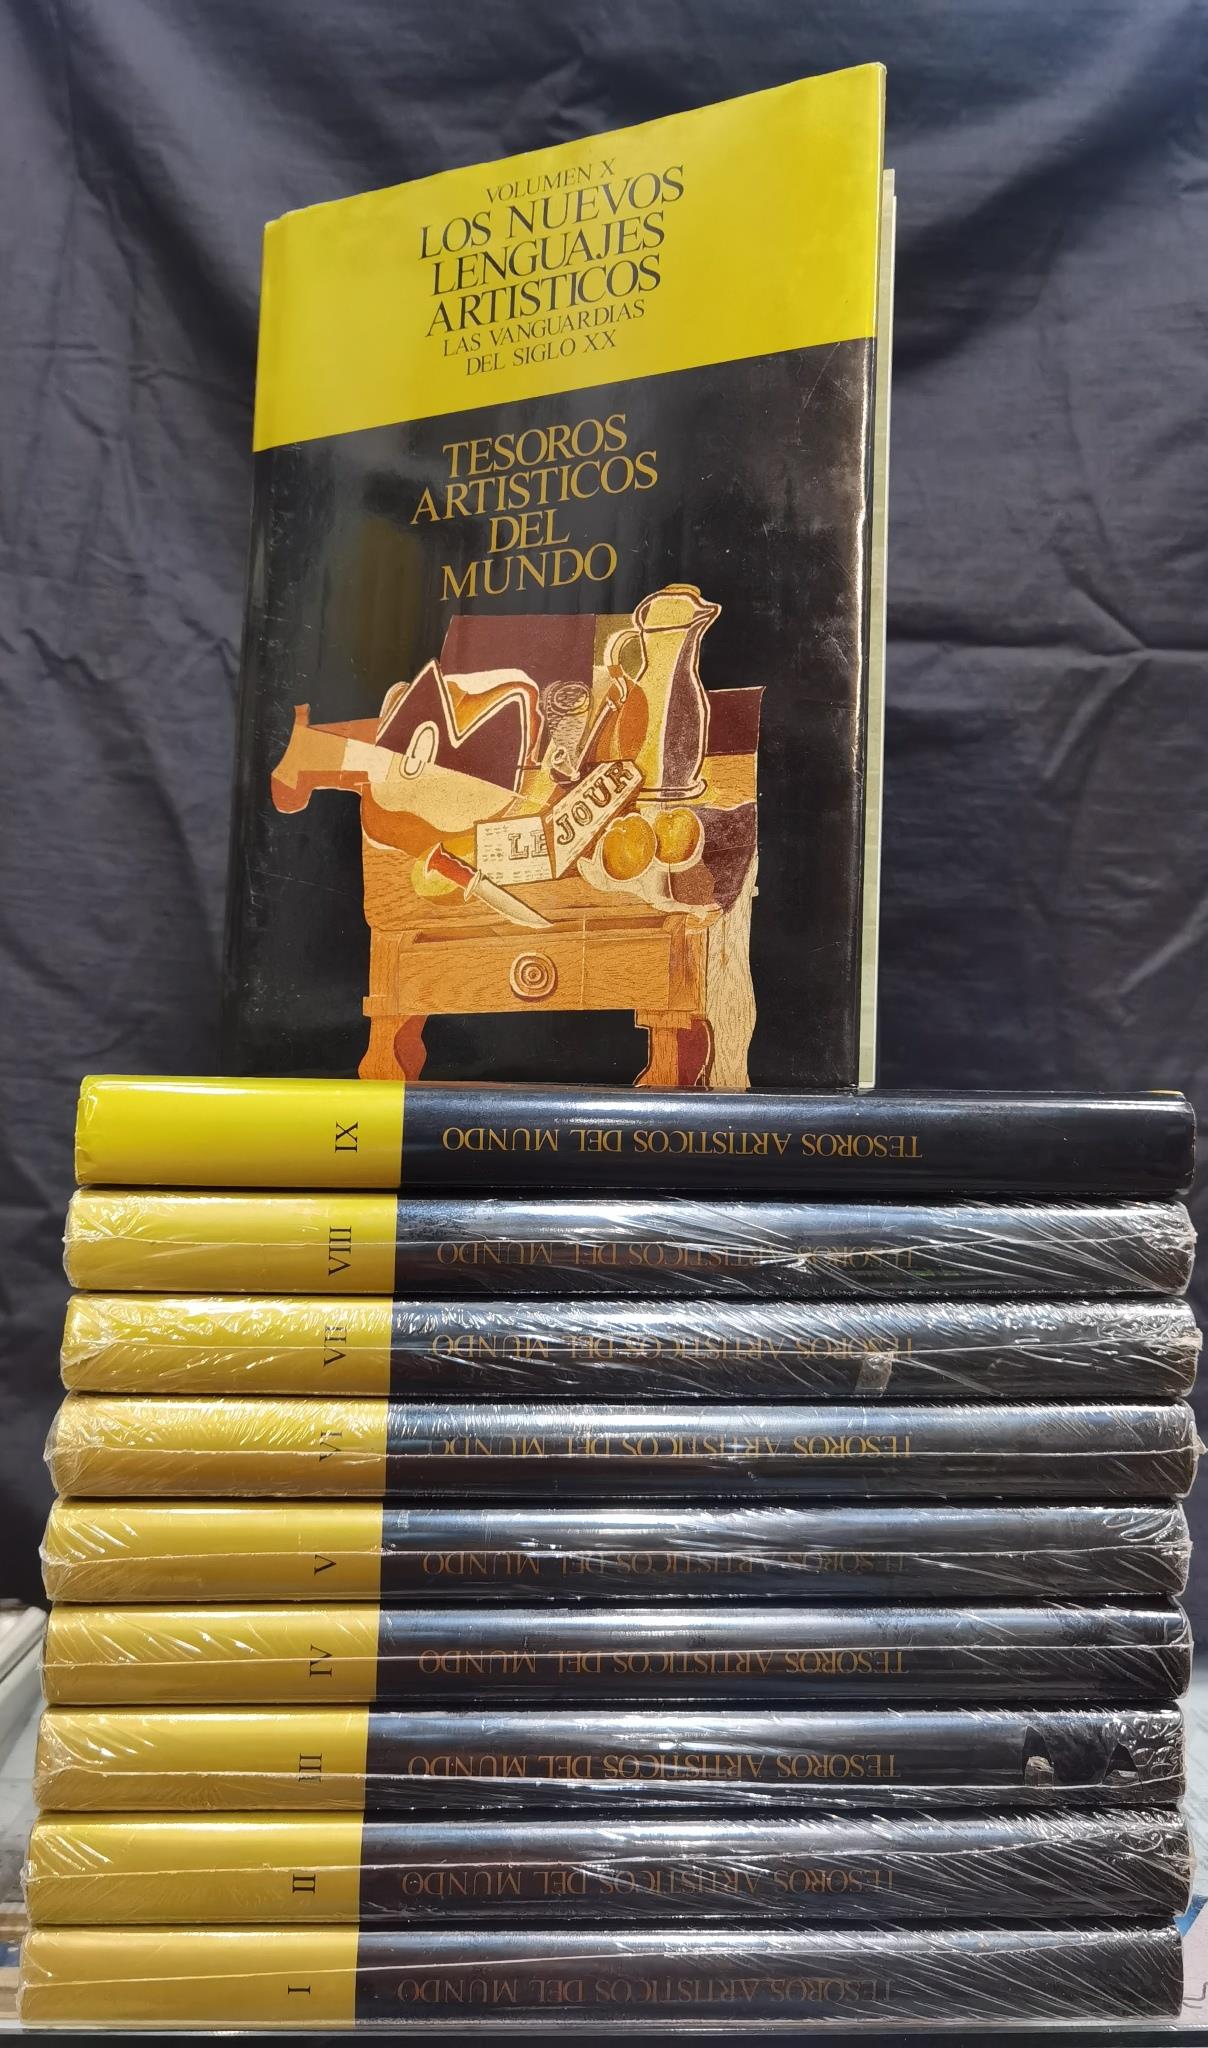 VOLUMEN X
LOS NUEVOS
LENGUAJES
ARTISTICOS
LAS VANGUARDIAS
DEL SIGLO XX
TESOROS
ARTISTICOS
DEL
MUNDO
LE JOUR
IX TESOROS ARTISTICOS DEL MUNDO
VIII TESOROS ARTISTICOS DEL MUNDO
VII TESOROS ARTISTICOS DEL MUNDO
VI TESOROS ARTISTICOS DEL MUNDO
V TESOROS ARTISTICOS DEL MUNDO
IV TESOROS ARTISTICOS DEL MUNDO
III TESOROS ARTISTICOS DEL MUNDO
II TESOROS ARTISTICOS DEL MUNDO
I TESOROS ARTISTICOS DEL MUNDO